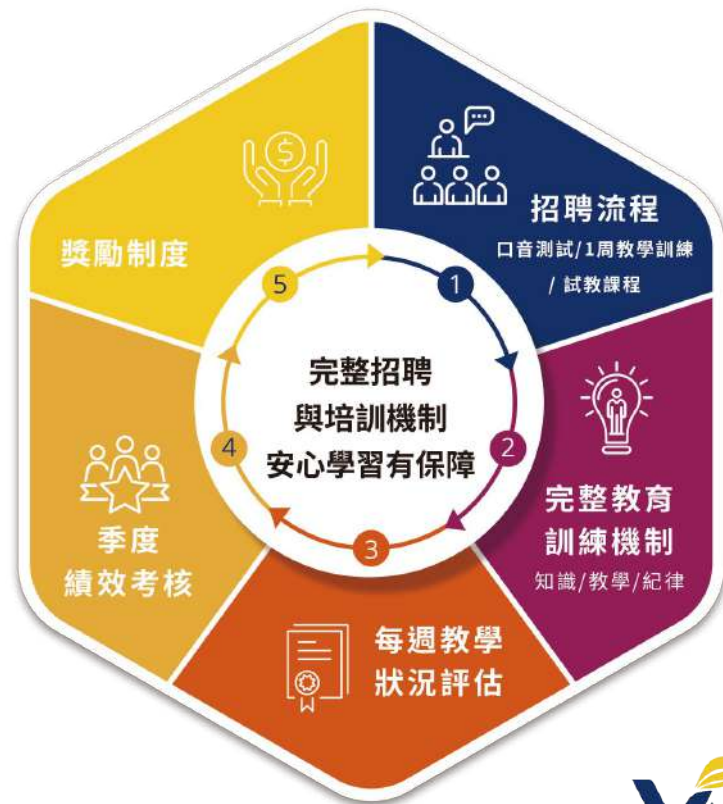 招聘流程
口音測試/1周教學訓練
/ 試教課程
完整教育
訓練機制
知識/教學/紀律
每週教學
狀況評估
季度
績效考核
獎勵制度
1
2
3
4
5
完整招聘
與培訓機制
安心學習有保障
$